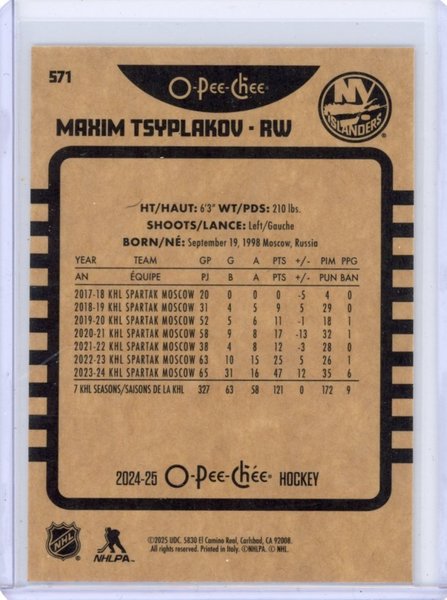 571
O-Pee-Chee
NY
ISLANDERS
MAXIM TSYPLAKOV - RW
HT/HAUT: 6'3" WT/PDS: 210 lbs.
SHOOTS/LANCE: Left/Gauche
BORN/NÉ: September 19, 1998 Moscow, Russia
YEAR TEAM GP G A PTS +/- PIM PPG
AN ÉQUIPE PJ B A PTS +/- PUN BAN
2017-18 KHL SPARTAK MOSCOW 20 0 0 0 -5 4 0
2018-19 KHL SPARTAK MOSCOW 31 4 5 9 5 29 0
2019-20 KHL SPARTAK MOSCOW 52 5 6 11 -1 18 1
2020-21 KHL SPARTAK MOSCOW 58 9 8 17 -13 32 1
2021-22 KHL SPARTAK MOSCOW 38 4 8 12 -3 28 0
2022-23 KHL SPARTAK MOSCOW 63 10 15 25 5 26 1
2023-24 KHL SPARTAK MOSCOW 65 31 16 47 12 35 6
7 KHL SEASONS/SAISONS DE LA KHL 327 63 58 121 0 172 9
2024-25 O-Pee-Chée HOCKEY
NHL
NHLPA
©2025 UDC. 5830 El Camino Real, Carlsbad, CA 92008.
All rights reserved. Printed in Italy. ©NHLPA. © NHL.